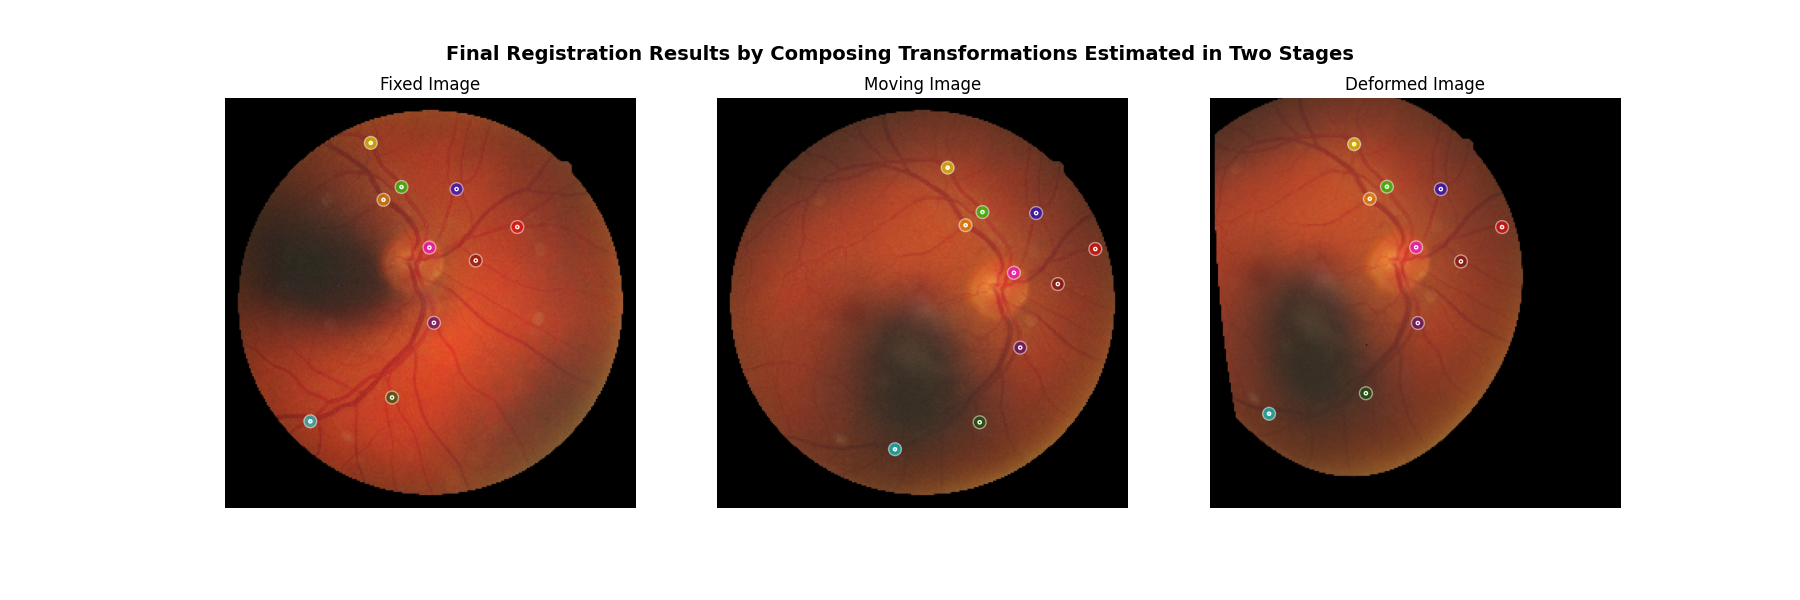 Final Registration Results by Composing Transformations Estimated in Two Stages
Fixed Image
Moving Image
Deformed Image